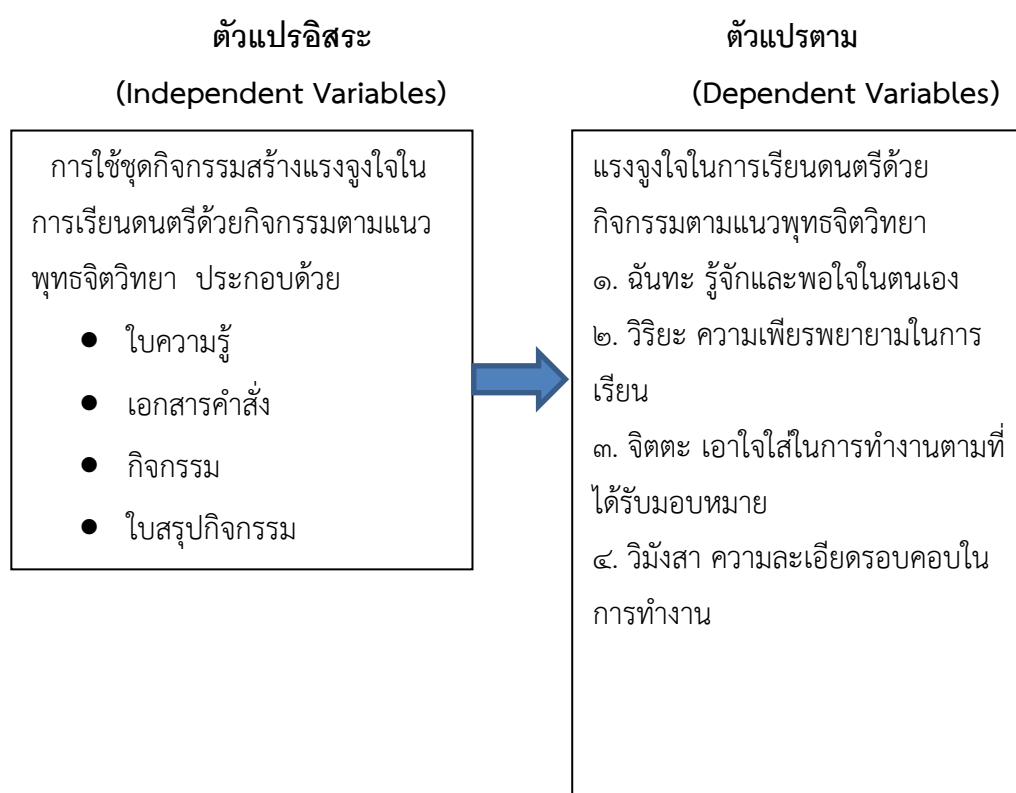 ตัวแปรอิสระ
(Independent Variables)
การใช้ชุดกิจกรรมสร้างแรงจูงใจใน
การเรียนดนตรีด้วยกิจกรรมตามแนว
พุทธจิตวิทยา ประกอบด้วย
● ใบความรู้
● เอกสารคำสั่ง
● กิจกรรม
● ใบสรุปกิจกรรม
ตัวแปรตาม
(Dependent Variables)
แรงจูงใจในการเรียนดนตรีด้วย
กิจกรรมตามแนวพุทธจิตวิทยา
๑. ฉันทะ รู้จักและพอใจในตนเอง
๒. วิริยะ ความเพียรพยายามในการ
เรียน
๓. จิตตะ เอาใจใส่ในการทำงานตามที่
ได้รับมอบหมาย
๔. วิมังสา ความละเอียดรอบคอบใน
การทำงาน